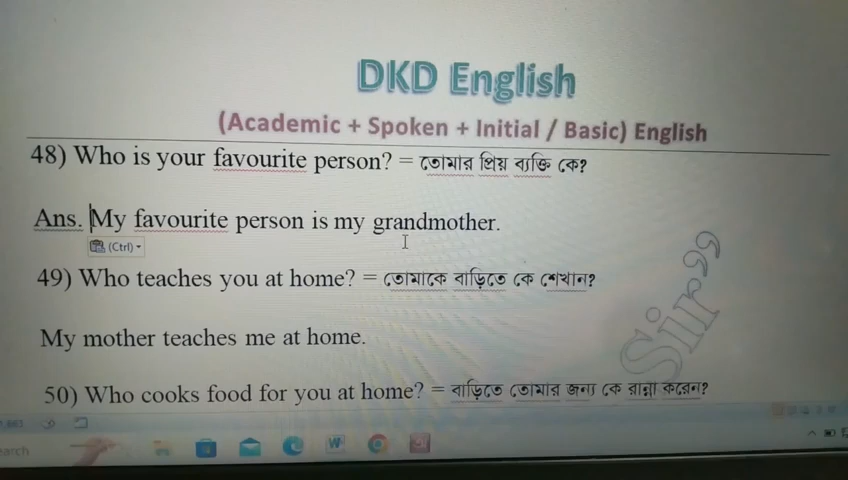 DKD English
(Academic + Spoken + Initial / Basic) English
48) Who is your favourite person? = তোমার প্রিয় ব্যক্তি কে?
Ans. My favourite person is my grandmother.
(Ctrl)
49) Who teaches you at home? = তোমাকে বাড়িতে কে শেখান?
My mother teaches me at home.
50) Who cooks food for you at home? = বাড়িতে তোমার জন্য কে রান্না করেন?
Sir99
earch